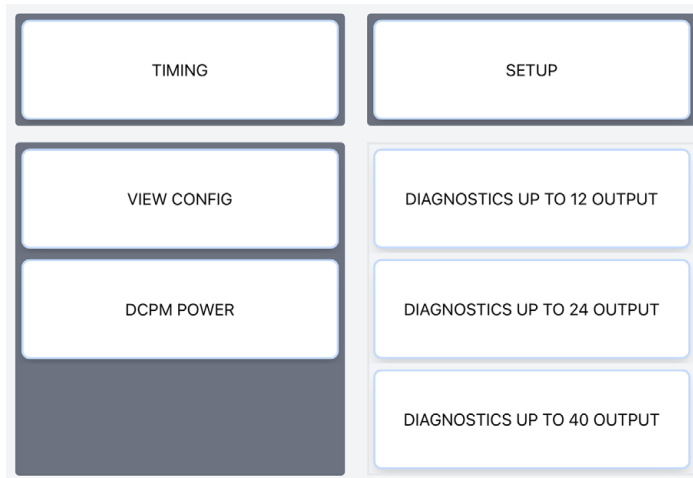 TIMING
SETUP
VIEW CONFIG
DIAGNOSTICS UP TO 12 OUTPUT
DCPM POWER
DIAGNOSTICS UP TO 24 OUTPUT
DIAGNOSTICS UP TO 40 OUTPUT